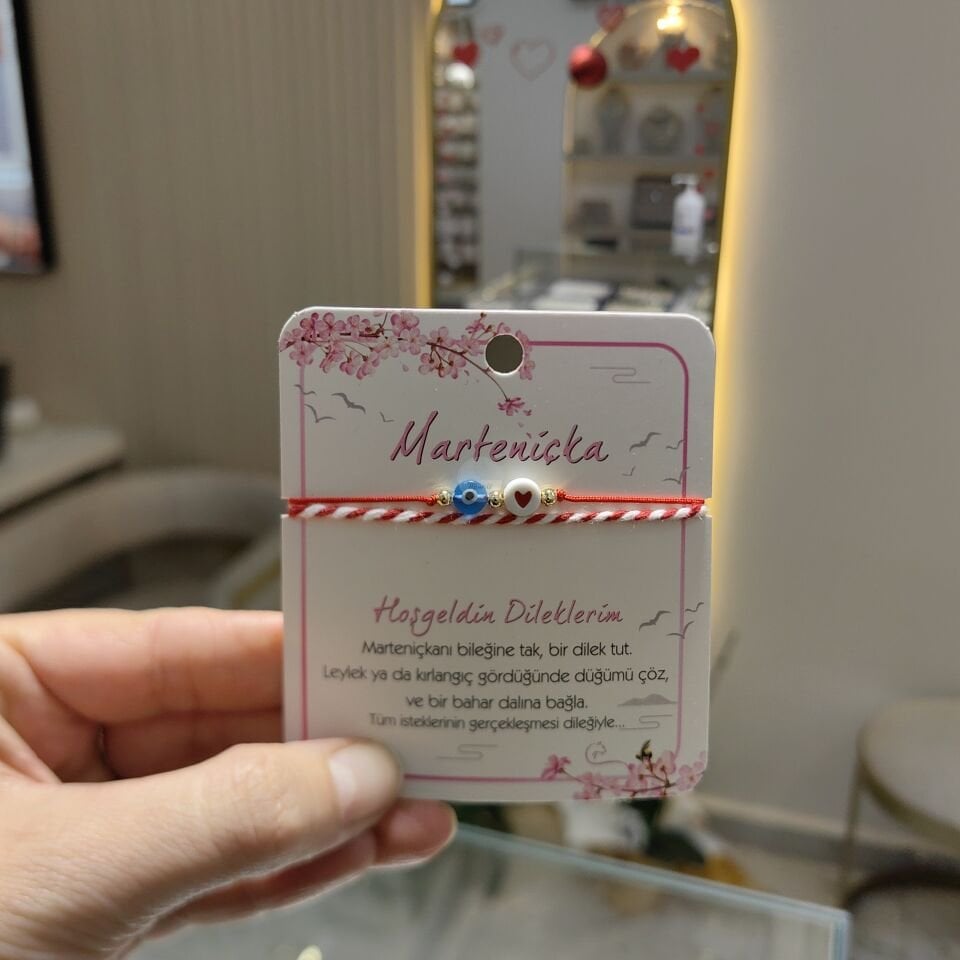 Marteniçka
Hoşgeldin Dileklerim
Marteniçkanı bileğine tak, bir dilek tut.
Leylek ya da kırlangıç gördüğünde düğümü çöz,
ve bir bahar dalına bağla.
Tüm isteklerinin gerçekleşmesi dileğiyle...